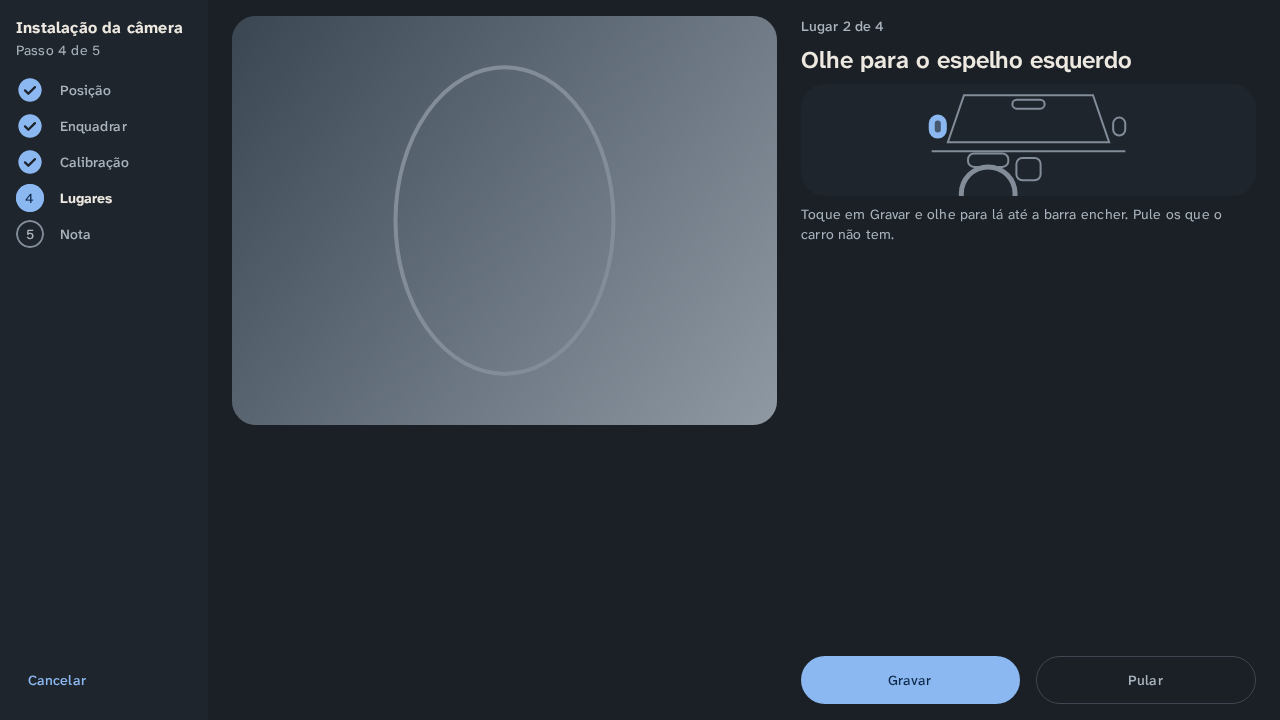 Instalação da câmera
Passo 4 de 5
Posição
Enquadrar
Calibração
4 Lugares
5 Nota
Cancelar
Lugar 2 de 4
Olhe para o espelho esquerdo
Toque em Gravar e olhe para lá até a barra encher. Pule os que o
carro não tem.
Gravar
Pular